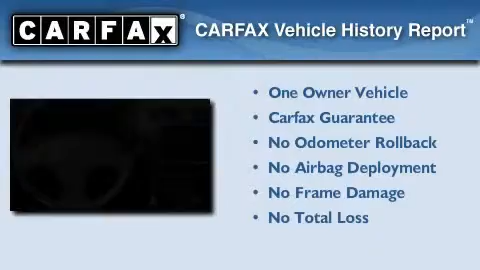 CARFAX® CARFAX Vehicle History Report™
• One Owner Vehicle
• Carfax Guarantee
• No Odometer Rollback
• No Airbag Deployment
• No Frame Damage
• No Total Loss